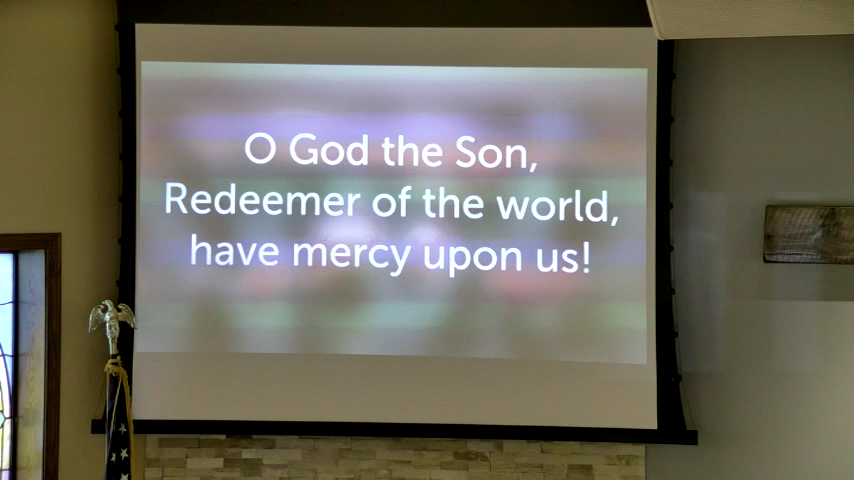 O God the Son,
Redeemer of the world,
have mercy upon us!